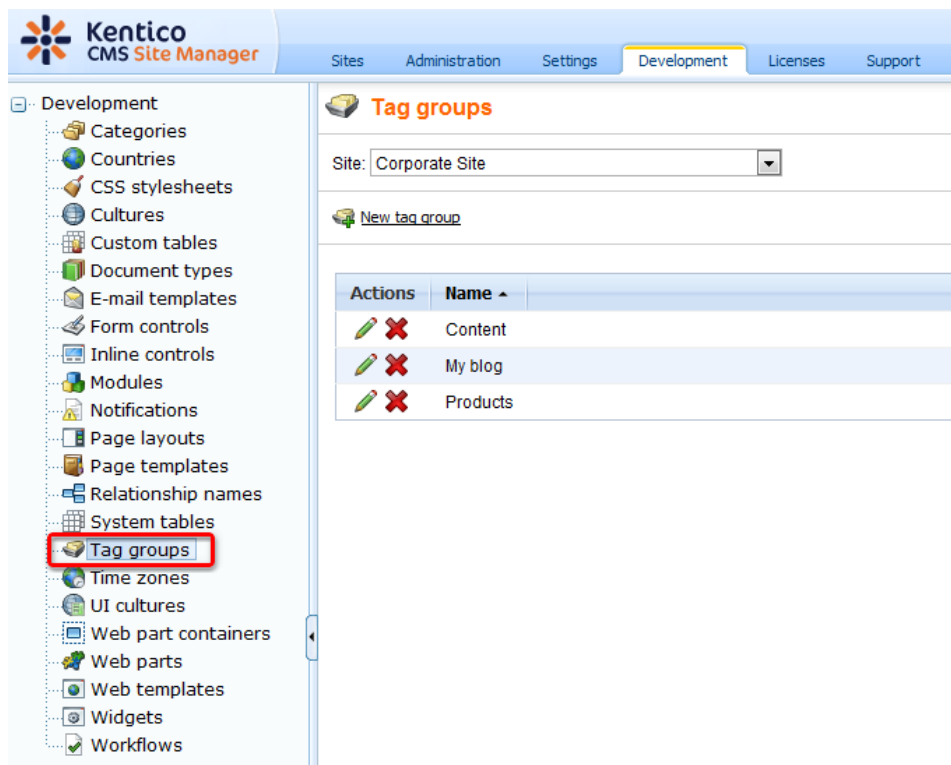 Kentico
CMS Site Manager
Sites Administration Settings Development Licenses Support
Development
Categories
Countries
CSS stylesheets
Cultures
Custom tables
Document types
E-mail templates
Form controls
Inline controls
Modules
Notifications
Page layouts
Page templates
Relationship names
System tables
Tag groups
Time zones
UI cultures
Web part containers
Web parts
Web templates
Widgets
Workflows
Tag groups
Site: Corporate Site
New tag group
Actions Name
Content
My blog
Products